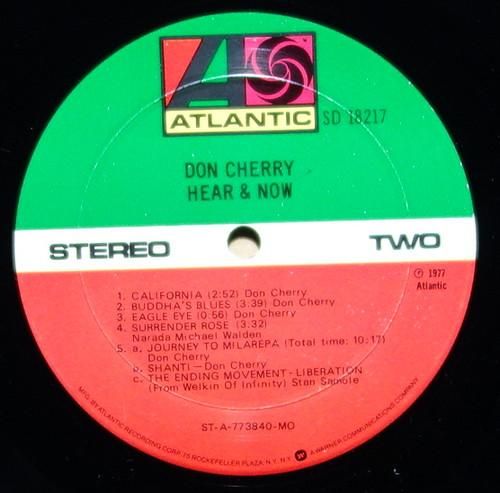 ATLANTIC
SD 18217
DON CHERRY
HEAR & NOW
STEREO
TWO
℗ 1977
Atlantic
1. CALIFORNIA (2:52) Don Cherry
2. BUDDHA'S BLUES (3:39) Don Cherry
3. EAGLE EYE (0:56) Don Cherry
4. SURRENDER ROSE (3:32)
Narada Michael Walden
5. a. JOURNEY TO MILAREPA (Total time: 10:17)
Don Cherry
b. SHANTI - Don Cherry
c. THE ENDING MOVEMENT - LIBERATION
(From Welkin Of Infinity) Stan Samole
ST-A-773840-MO
MFG. BY ATLANTIC RECORDING CORP. 75 ROCKEFELLER PLAZA, N.Y. N.Y. A WARNER COMMUNICATIONS COMPANY